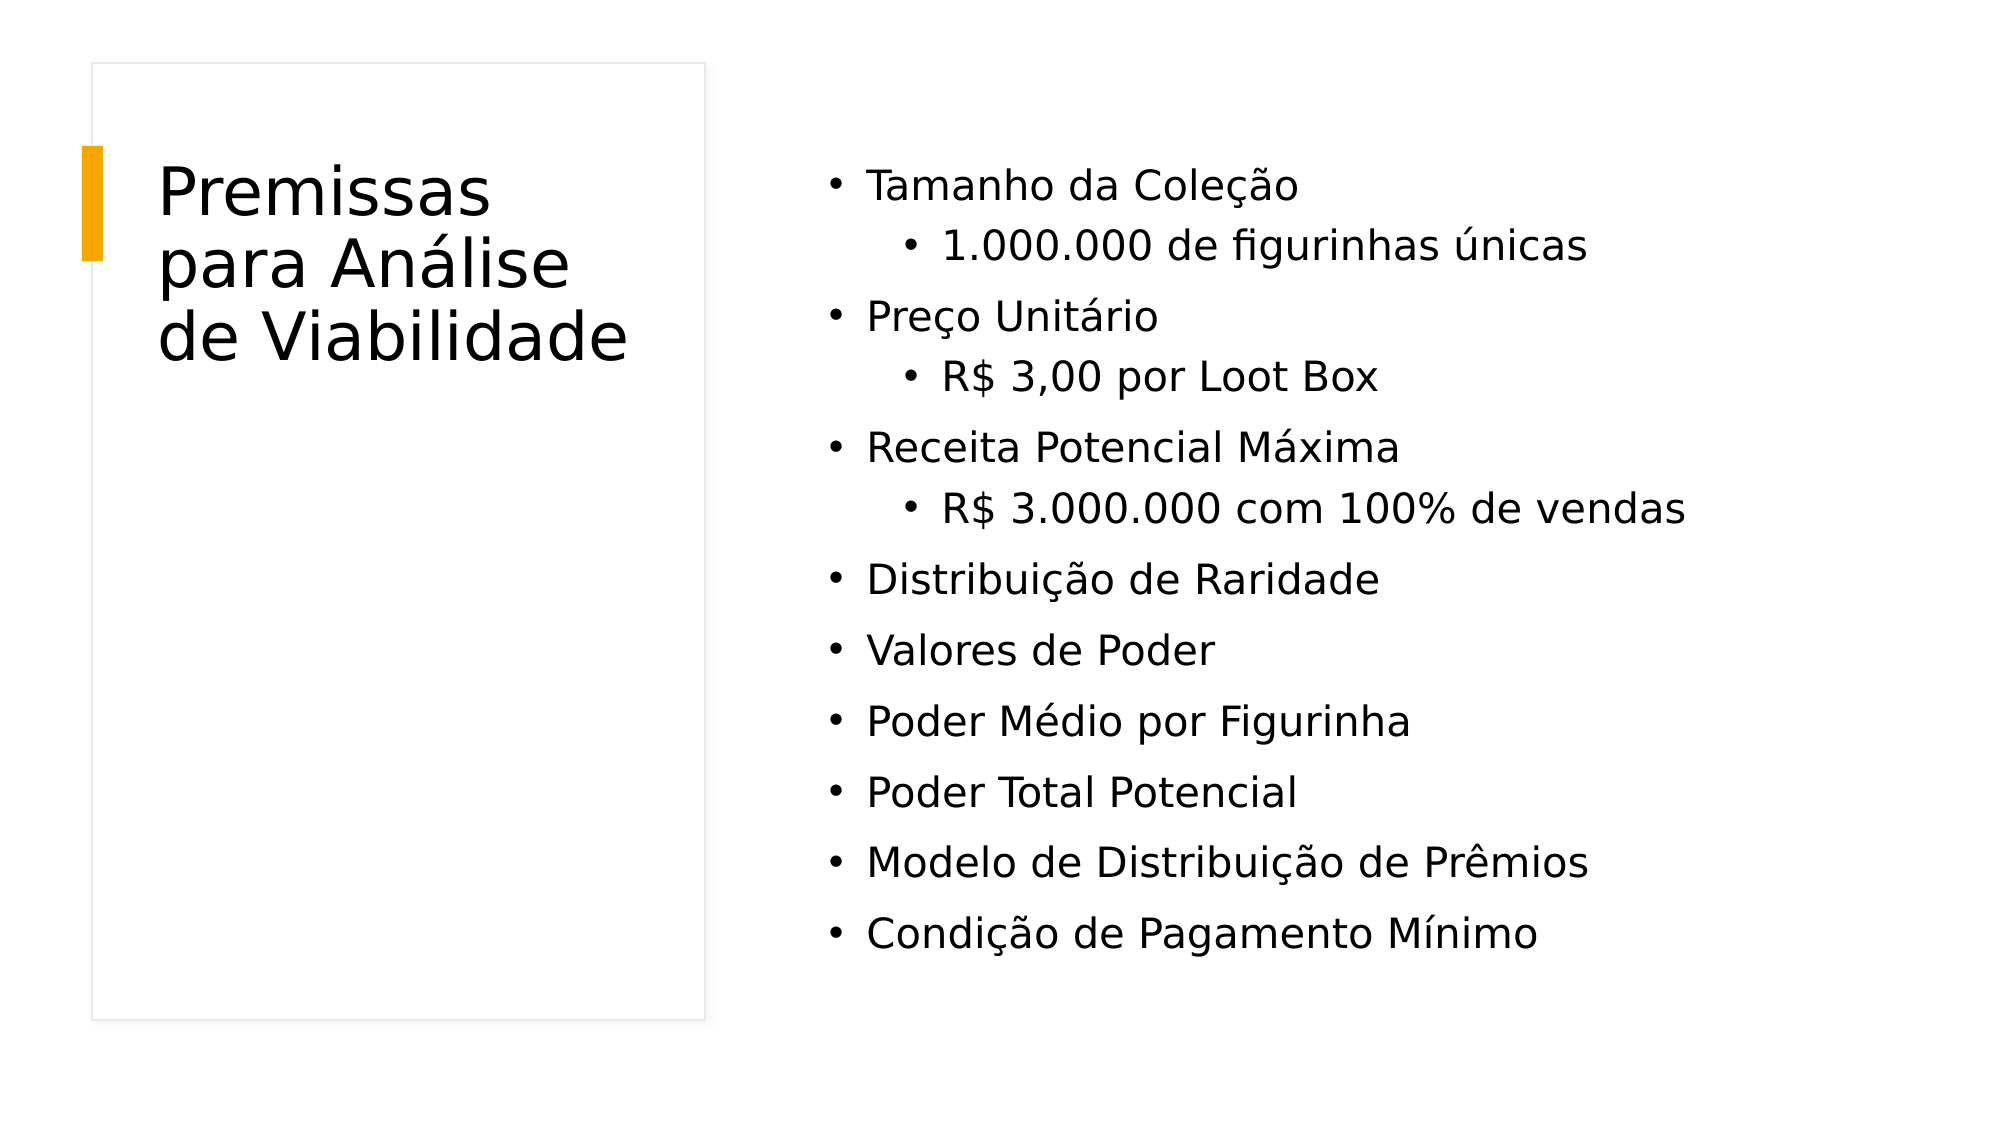 Premissas
para Análise
de Viabilidade
• Tamanho da Coleção
• 1.000.000 de figurinhas únicas
• Preço Unitário
• R$ 3,00 por Loot Box
• Receita Potencial Máxima
• R$ 3.000.000 com 100% de vendas
• Distribuição de Raridade
• Valores de Poder
• Poder Médio por Figurinha
• Poder Total Potencial
• Modelo de Distribuição de Prêmios
• Condição de Pagamento Mínimo